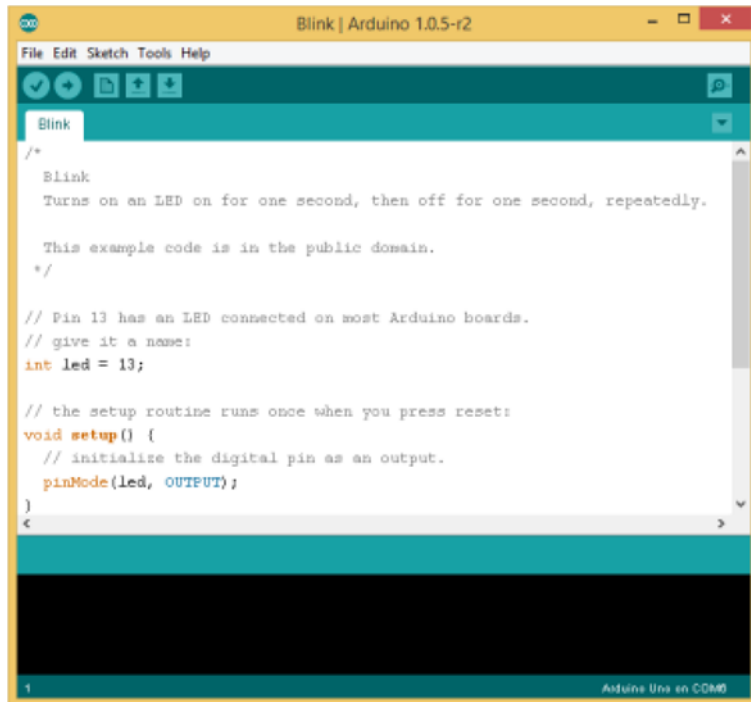 Blink | Arduino 1.0.5-r2
File Edit Sketch Tools Help
Blink
/*
  Blink
  Turns on an LED on for one second, then off for one second, repeatedly.

  This example code is in the public domain.
 */

// Pin 13 has an LED connected on most Arduino boards.
// give it a name:
int led = 13;

// the setup routine runs once when you press reset:
void setup() {
  // initialize the digital pin as an output.
  pinMode(led, OUTPUT);
}
1
Arduino Uno on COM6